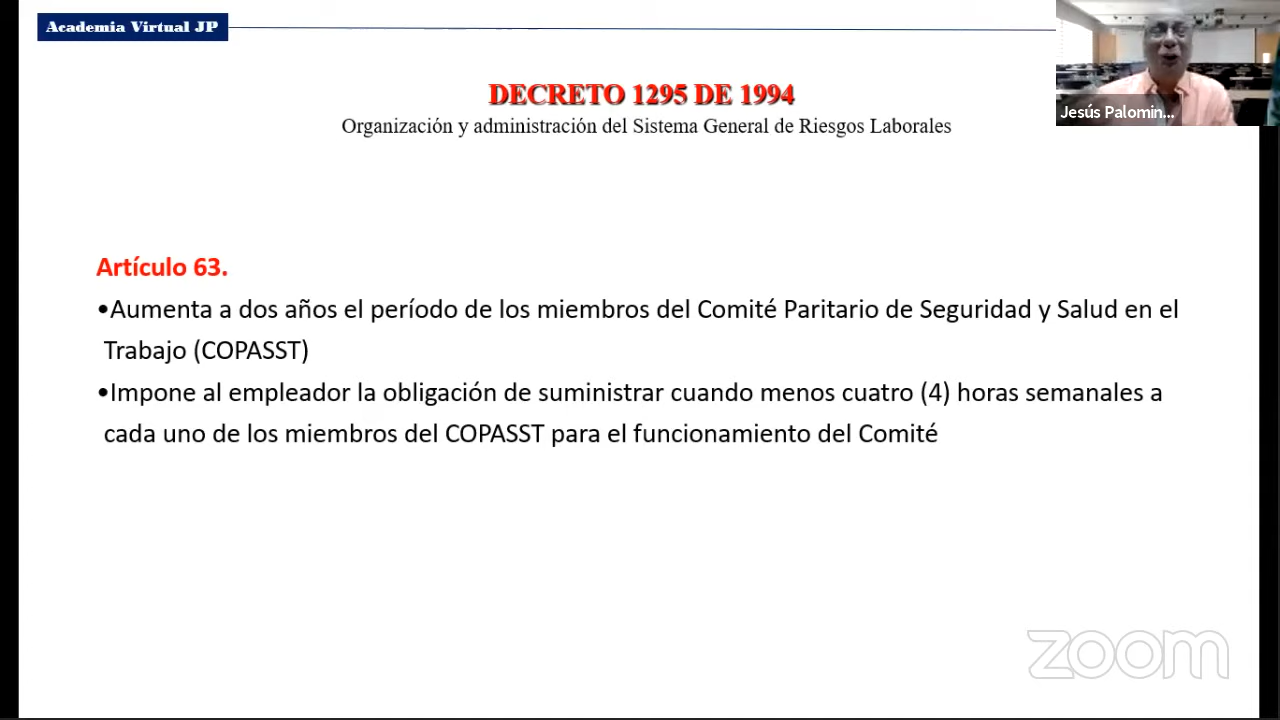 Academia Virtual JP
DECRETO 1295 DE 1994
Organización y administración del Sistema General de Riesgos Laborales
Jesús Palomin...
Artículo 63.
•Aumenta a dos años el período de los miembros del Comité Paritario de Seguridad y Salud en el
Trabajo (COPASST)
•Impone al empleador la obligación de suministrar cuando menos cuatro (4) horas semanales a
cada uno de los miembros del COPASST para el funcionamiento del Comité
zoom